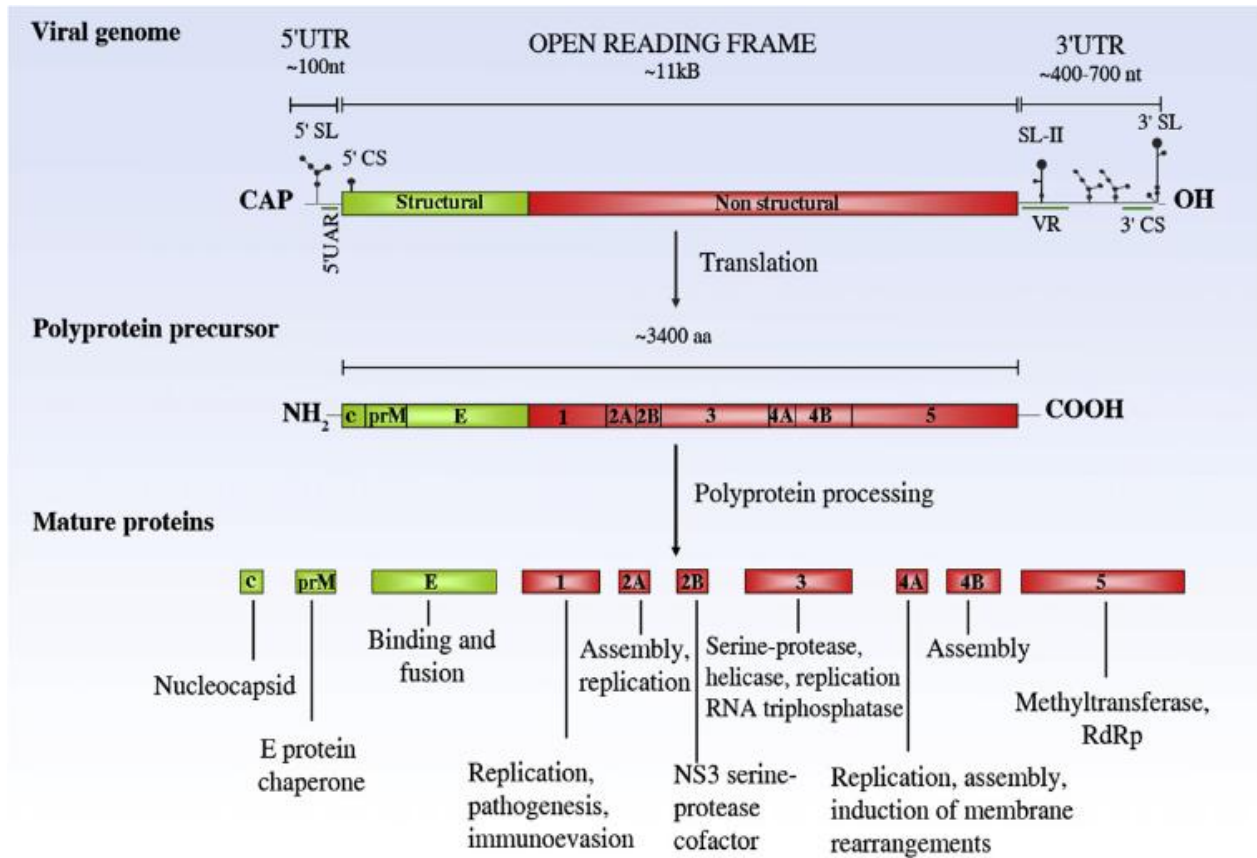 Viral genome
5'UTR
~100nt
OPEN READING FRAME
~11kB
3'UTR
~400-700 nt
5' SL
5' CS
SL-II
3' SL
CAP
Structural
Non structural
OH
5'UAR
VR
3' CS
Translation
Polyprotein precursor
~3400 aa
NH2
c prM E 1 2A 2B 3 4A 4B 5
COOH
Polyprotein processing
Mature proteins
c prM E 1 2A 2B 3 4A 4B 5
Nucleocapsid
E protein
chaperone
Binding and
fusion
Replication,
pathogenesis,
immunoevasion
Assembly,
replication
NS3 serine-
protease
cofactor
Serine-protease,
helicase, replication
RNA triphosphatase
Replication, assembly,
induction of membrane
rearrangements
Assembly
Methyltransferase,
RdRp